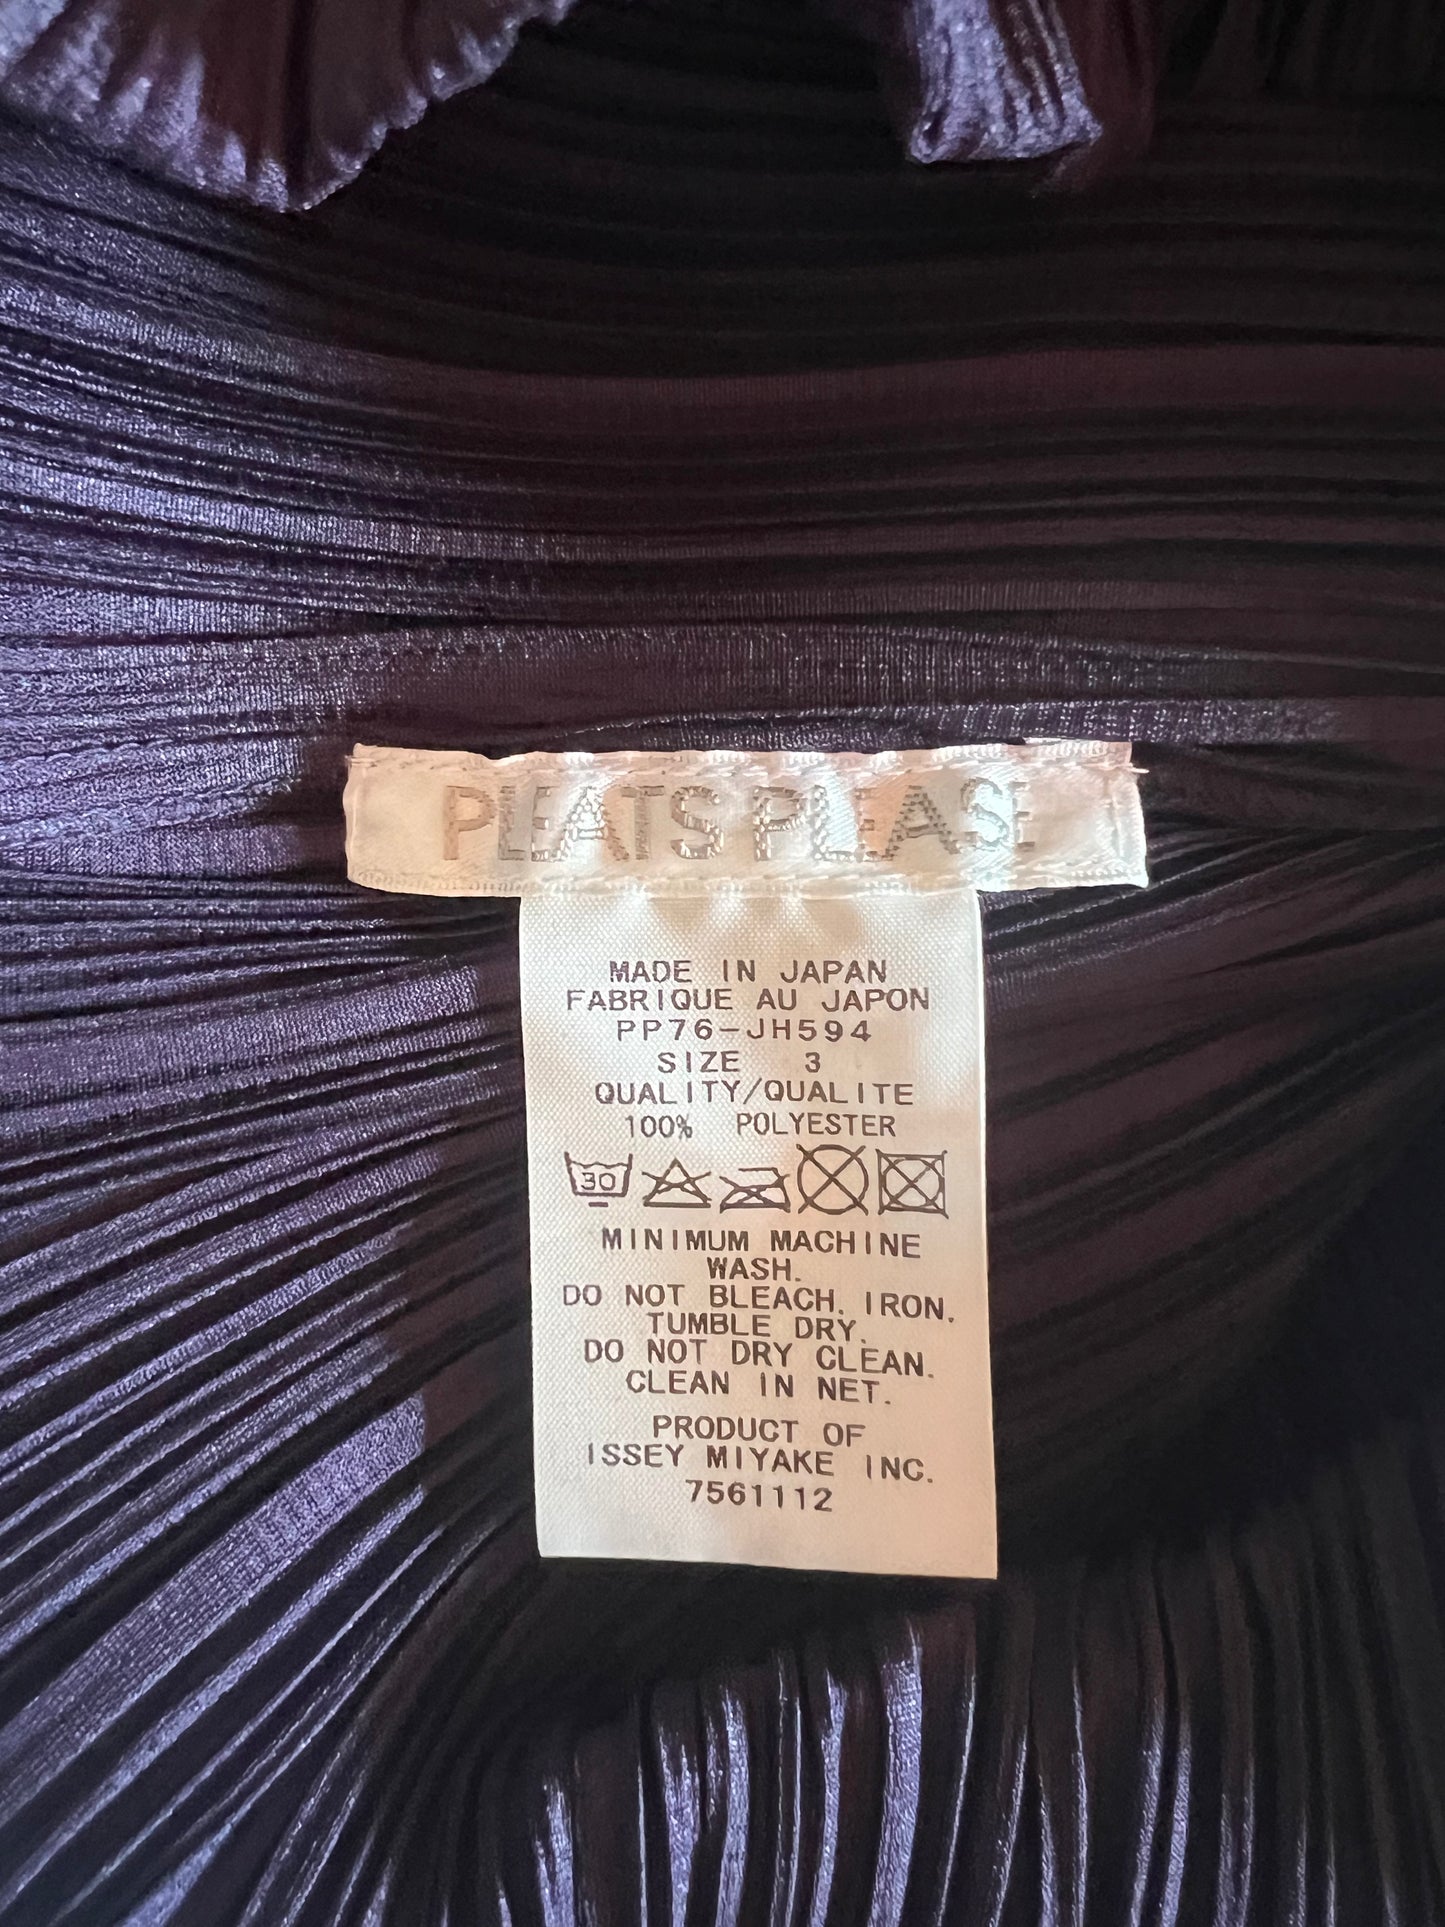 PLEATS PLEASE
MADE IN JAPAN
FABRIQUE AU JAPON
PP76-JH594
SIZE 3
QUALITY/QUALITE
100% POLYESTER
30
MINIMUM MACHINE
WASH.
DO NOT BLEACH. IRON.
TUMBLE DRY.
DO NOT DRY CLEAN.
CLEAN IN NET.
PRODUCT OF
ISSEY MIYAKE INC.
7561112